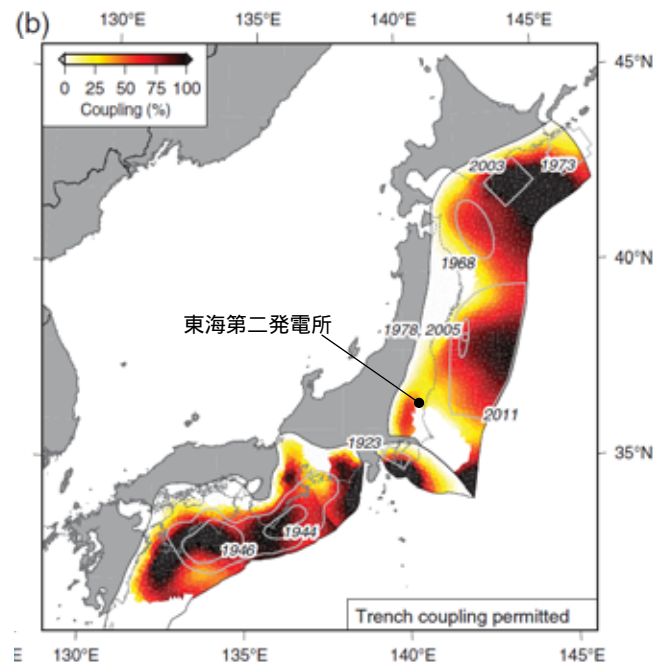 (b)
130°E 135°E 140°E 145°E
0 25 50 75 100
Coupling (%)
45°N
2003 1973
1968
40°N
東海第二発電所
1978, 2005
2011
1923
35°N
1944
1946
Trench coupling permitted
E 130°E 135°E 140°E 145°E